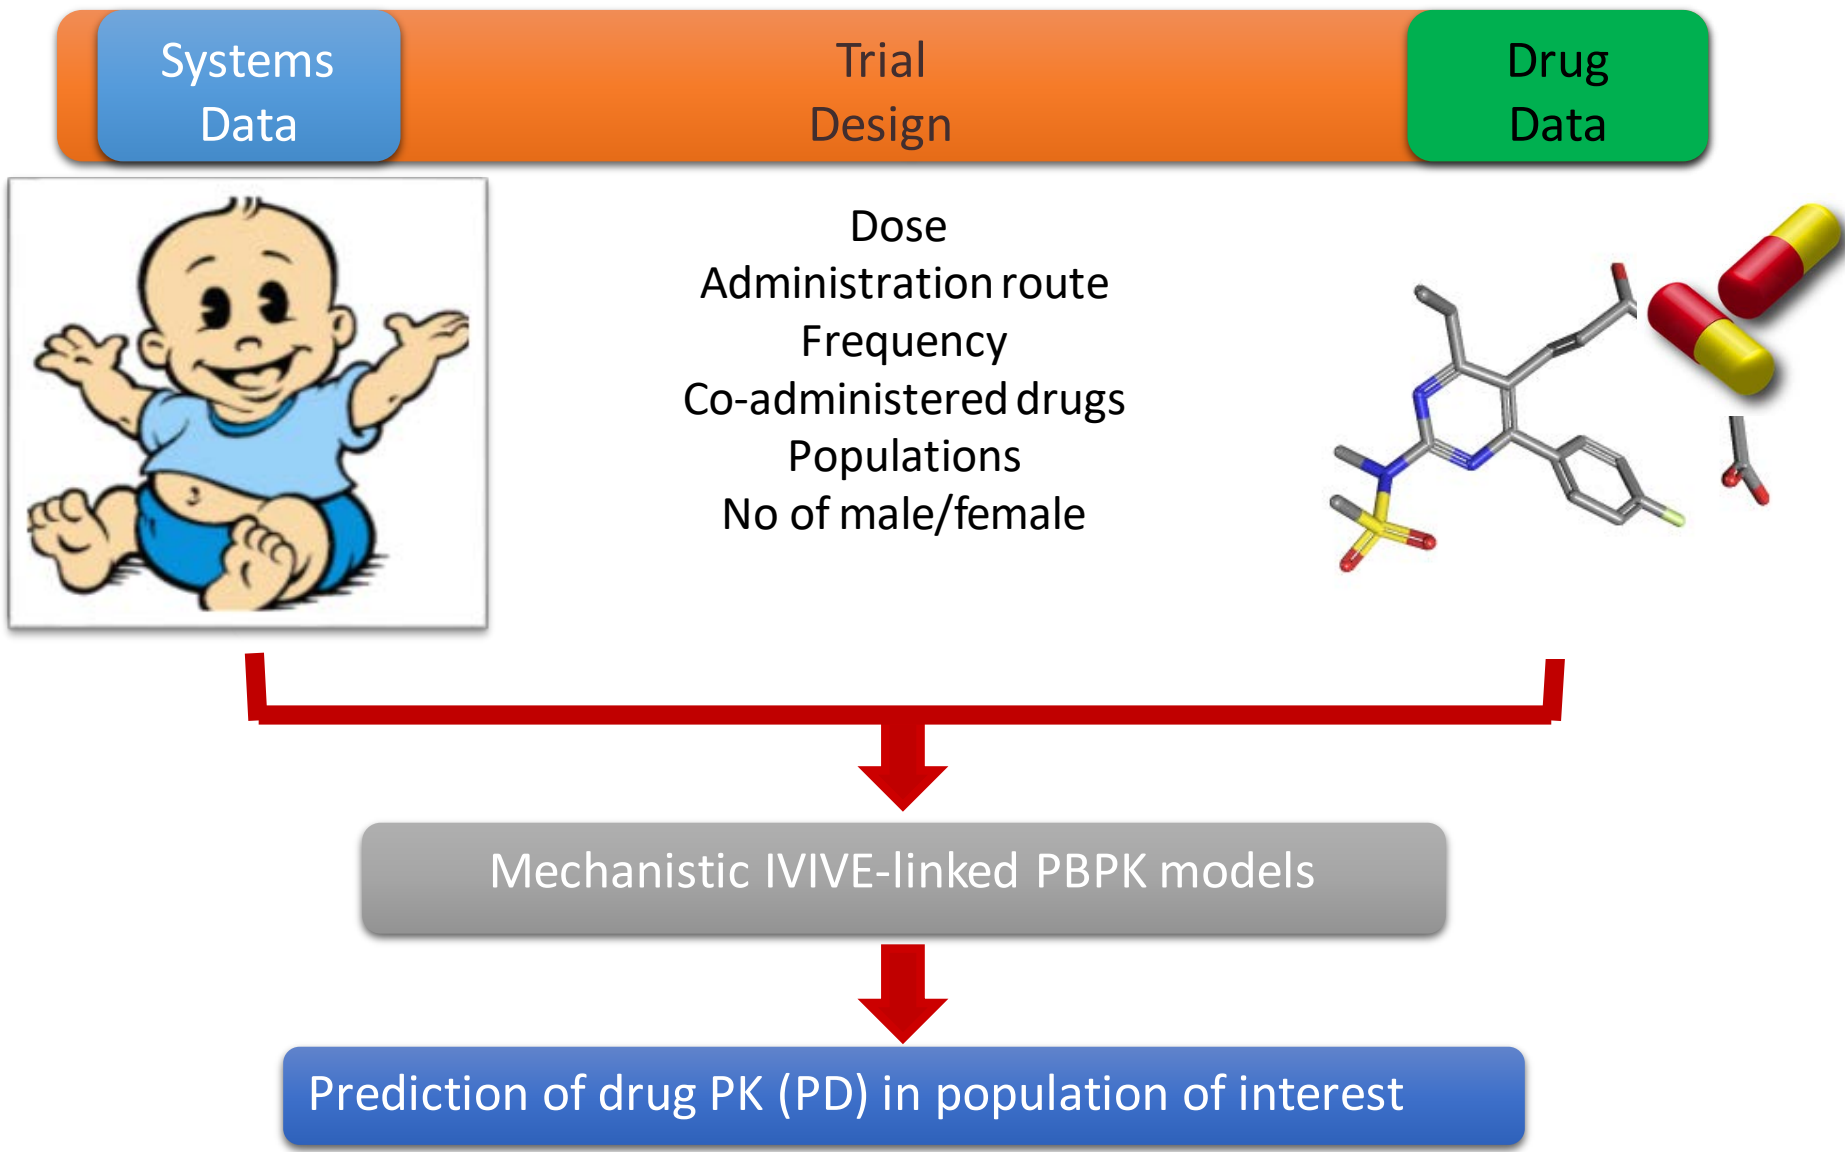 Systems
Data
Trial
Design
Drug
Data
Dose
Administration route
Frequency
Co-administered drugs
Populations
No of male/female
Mechanistic IVIVE-linked PBPK models
Prediction of drug PK (PD) in population of interest